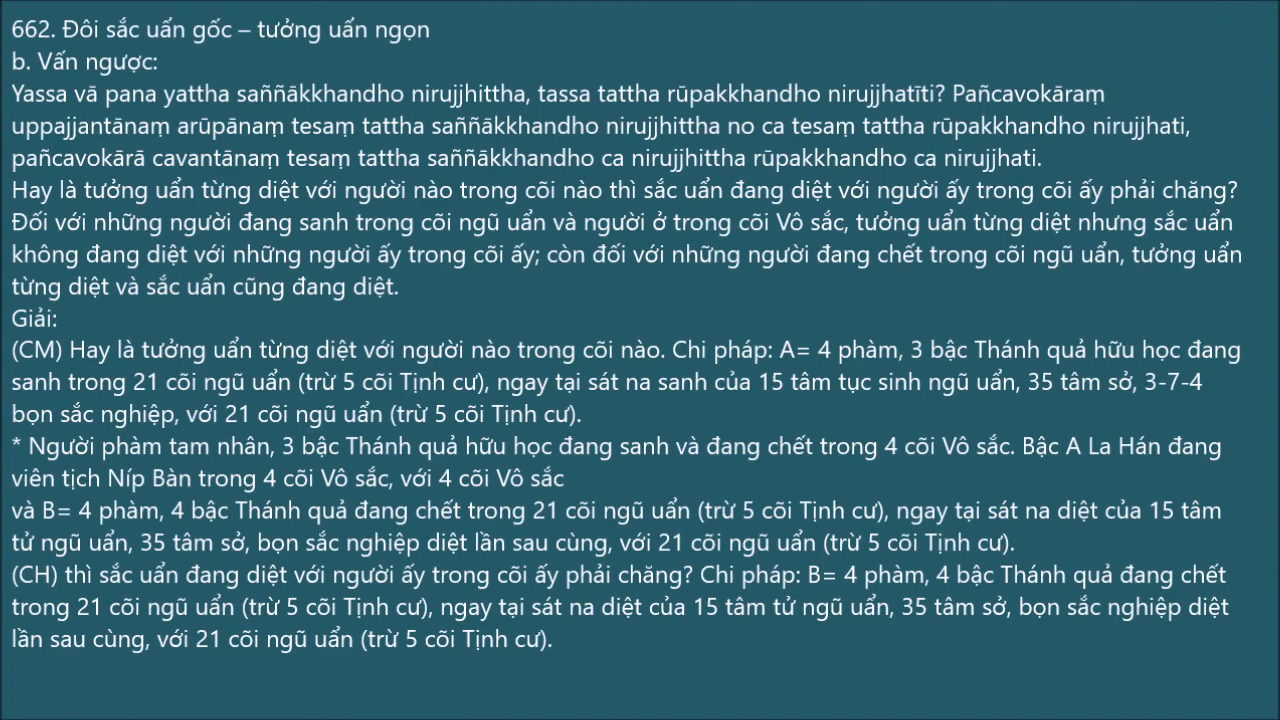 662. Đôi sắc uẩn gốc – tưởng uẩn ngọn
b. Vấn ngược:
Yassa vā pana yattha saññākkhandho nirujjhittha, tassa tattha rūpakkhandho nirujjhatīti? Pañcavokāraṃ
uppajjantānaṃ arūpānaṃ tesaṃ tattha saññākkhandho nirujjhittha no ca tesaṃ tattha rūpakkhandho nirujjhati,
pañcavokārā cavantānaṃ tesaṃ tattha saññākkhandho ca nirujjhittha rūpakkhandho ca nirujjhati.
Hay là tưởng uẩn từng diệt với người nào trong cõi nào thì sắc uẩn đang diệt với người ấy trong cõi ấy phải chăng?
Đối với những người đang sanh trong cõi ngũ uẩn và người ở trong cõi Vô sắc, tưởng uẩn từng diệt nhưng sắc uẩn
không đang diệt với những người ấy trong cõi ấy; còn đối với những người đang chết trong cõi ngũ uẩn, tưởng uẩn
từng diệt và sắc uẩn cũng đang diệt.
Giải:
(CM) Hay là tưởng uẩn từng diệt với người nào trong cõi nào. Chi pháp: A= 4 phàm, 3 bậc Thánh quả hữu học đang
sanh trong 21 cõi ngũ uẩn (trừ 5 cõi Tịnh cư), ngay tại sát na sanh của 15 tâm tục sinh ngũ uẩn, 35 tâm sở, 3-7-4
bọn sắc nghiệp, với 21 cõi ngũ uẩn (trừ 5 cõi Tịnh cư).
* Người phàm tam nhân, 3 bậc Thánh quả hữu học đang sanh và đang chết trong 4 cõi Vô sắc. Bậc A La Hán đang
viên tịch Níp Bàn trong 4 cõi Vô sắc, với 4 cõi Vô sắc
và B= 4 phàm, 4 bậc Thánh quả đang chết trong 21 cõi ngũ uẩn (trừ 5 cõi Tịnh cư), ngay tại sát na diệt của 15 tâm
tử ngũ uẩn, 35 tâm sở, bọn sắc nghiệp diệt lần sau cùng, với 21 cõi ngũ uẩn (trừ 5 cõi Tịnh cư).
(CH) thì sắc uẩn đang diệt với người ấy trong cõi ấy phải chăng? Chi pháp: B= 4 phàm, 4 bậc Thánh quả đang chết
trong 21 cõi ngũ uẩn (trừ 5 cõi Tịnh cư), ngay tại sát na diệt của 15 tâm tử ngũ uẩn, 35 tâm sở, bọn sắc nghiệp diệt
lần sau cùng, với 21 cõi ngũ uẩn (trừ 5 cõi Tịnh cư).